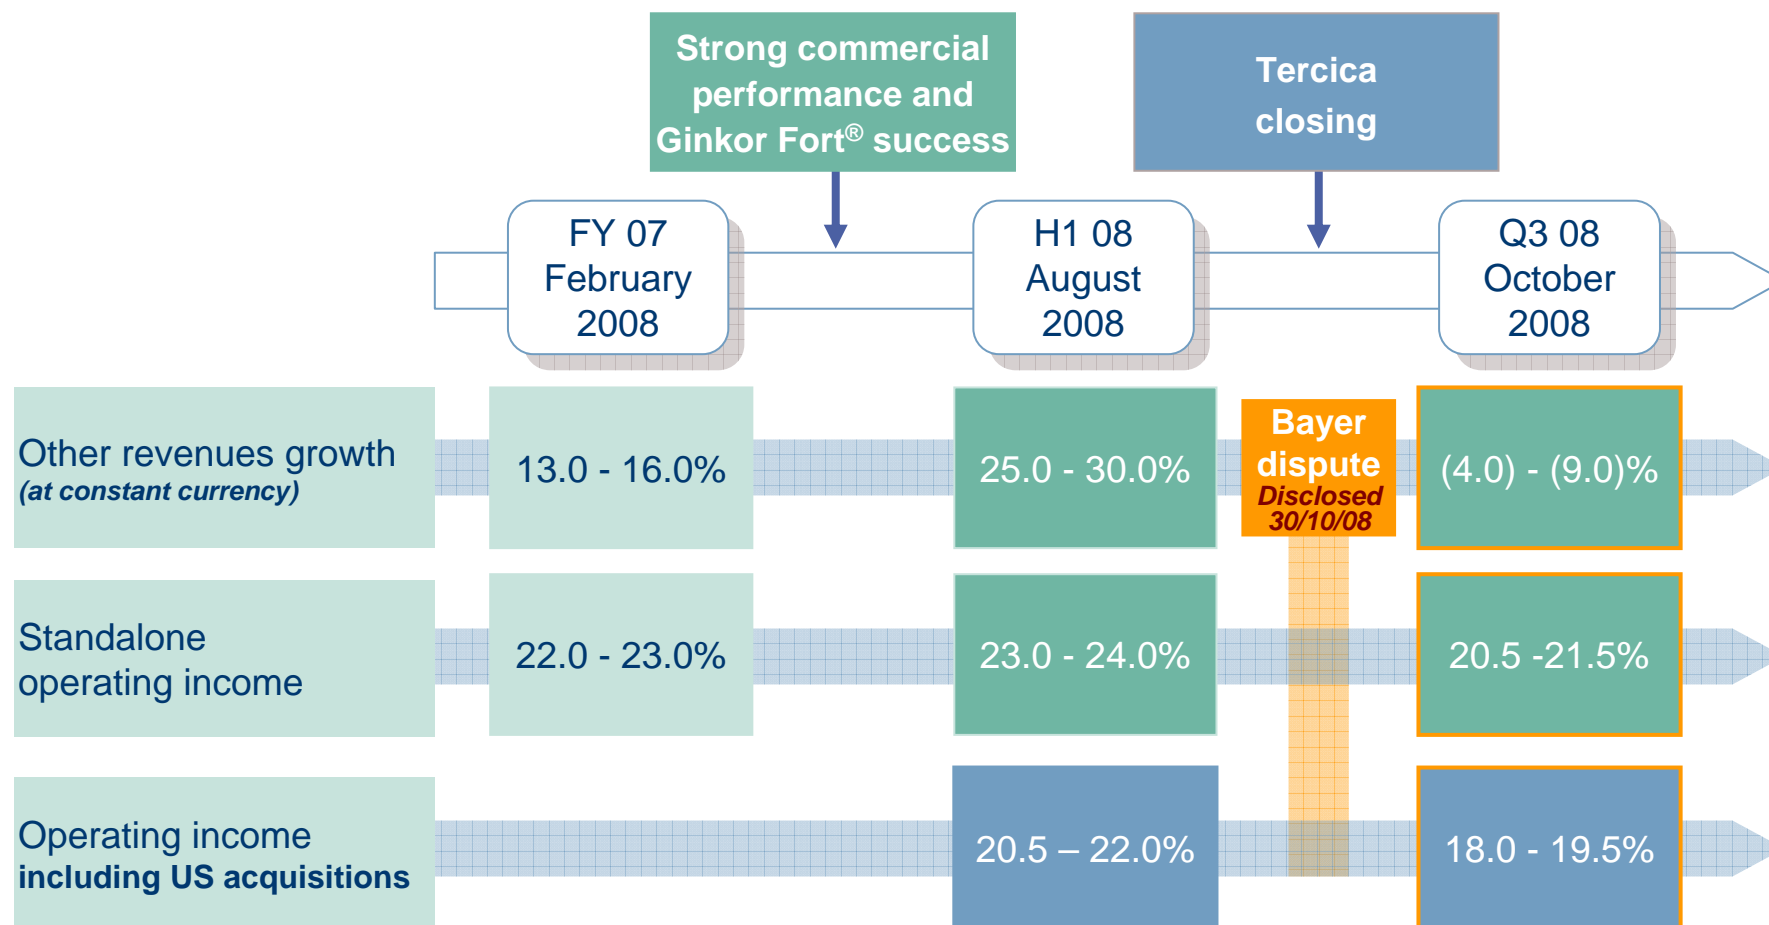 Strong commercial
performance and
Ginkor Fort® success
Tercica
closing
FY 07
February
2008
H1 08
August
2008
Q3 08
October
2008
Other revenues growth
(at constant currency)
13.0 - 16.0%
25.0 - 30.0%
Bayer
dispute
Disclosed
30/10/08
(4.0) - (9.0)%
Standalone
operating income
22.0 - 23.0%
23.0 - 24.0%
20.5 -21.5%
Operating income
including US acquisitions
20.5 – 22.0%
18.0 - 19.5%